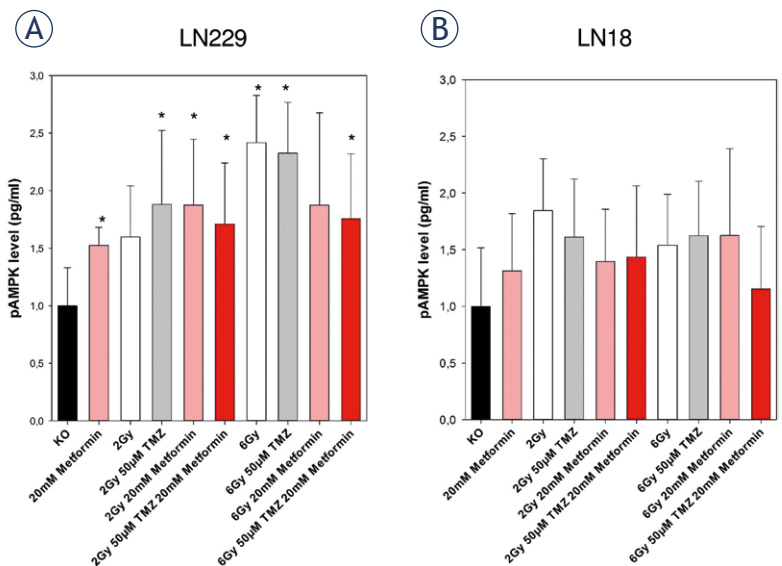 A
LN229
pAMPK level (pg/ml)
3,0
2,5
2,0
1,5
1,0
0,5
0,0
*
*
*
*
*
*
*
KO
20mM Metformin
2Gy
2Gy 50µM TMZ
2Gy 20mM Metformin
2Gy 50µM TMZ 20mM Metformin
6Gy
6Gy 50µM TMZ
6Gy 20mM Metformin
6Gy 50µM TMZ 20mM Metformin
B
LN18
pAMPK level (pg/ml)
3,0
2,5
2,0
1,5
1,0
0,5
0,0
KO
20mM Metformin
2Gy
2Gy 50µM TMZ
2Gy 20mM Metformin
2Gy 50µM TMZ 20mM Metformin
6Gy
6Gy 50µM TMZ
6Gy 20mM Metformin
6Gy 50µM TMZ 20mM Metformin